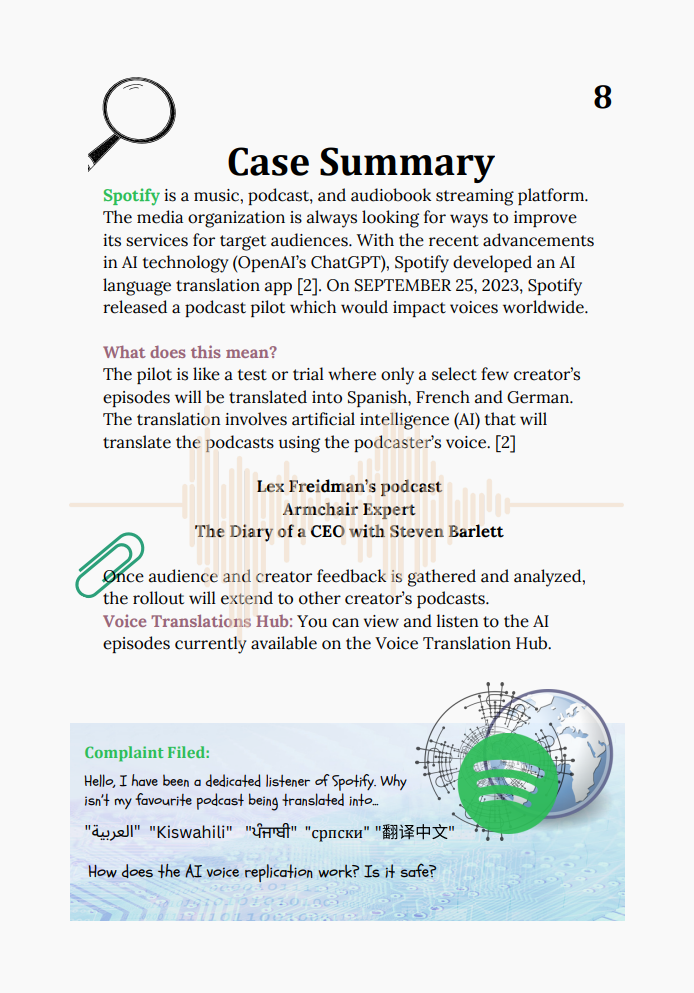 8
Case Summary
Spotify is a music, podcast, and audiobook streaming platform.
The media organization is always looking for ways to improve
its services for target audiences. With the recent advancements
in AI technology (OpenAI's ChatGPT), Spotify developed an AI
language translation app [2]. On SEPTEMBER 25, 2023, Spotify
released a podcast pilot which would impact voices worldwide.
What does this mean?
The pilot is like a test or trial where only a select few creator's
episodes will be translated into Spanish, French and German.
The translation involves artificial intelligence (AI) that will
translate the podcasts using the podcaster's voice. [2]
Lex Freidman's podcast
Armchair Expert
The Diary of a CEO with Steven Barlett
Once audience and creator feedback is gathered and analyzed,
the rollout will extend to other creator's podcasts.
Voice Translations Hub: You can view and listen to the AI
episodes currently available on the Voice Translation Hub.
Complaint Filed:
Hello, I have been a dedicated listener of Spotify. Why
isn't my favourite podcast being translated into...
"العربية" "Kiswahili" "ਪੰਜਾਬੀ" "српски" "翻译中文"
How does the AI voice replication work? Is it safe?